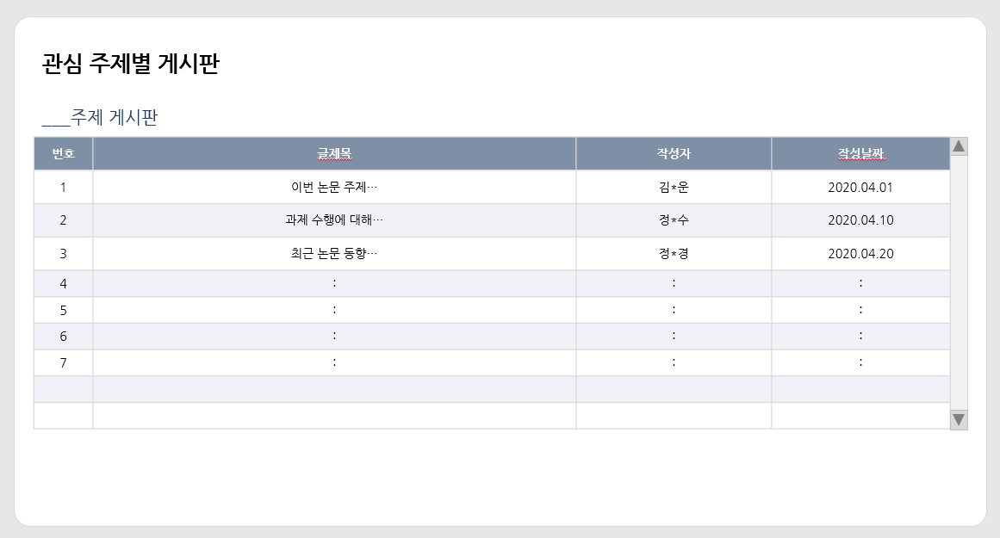 관심 주제별 게시판
___주제 게시판
번호 글제목 작성자 작성날짜
1 이번 논문 주제… 김*운 2020.04.01
2 과제 수행에 대해… 정*수 2020.04.10
3 최근 논문 동향… 정*경 2020.04.20
4 : : :
5 : : :
6 : : :
7 : : :